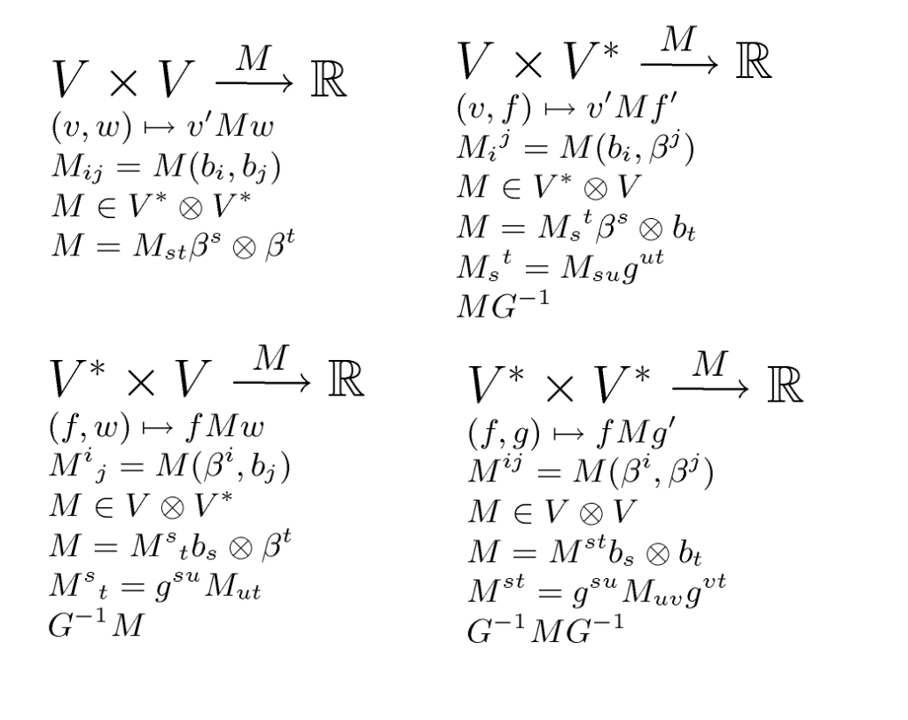 V × V \xrightarrow{M} ℝ
(v, w) ↦ v′Mw
M_{ij} = M(b_i, b_j)
M ∈ V* ⊗ V*
M = M_{st}β^s ⊗ β^t
V × V* \xrightarrow{M} ℝ
(v, f) ↦ v′Mf′
M_i{}^j = M(b_i, β^j)
M ∈ V* ⊗ V
M = M_s{}^tβ^s ⊗ b_t
M_s{}^t = M_{su}g^{ut}
MG^{-1}
V* × V \xrightarrow{M} ℝ
(f, w) ↦ fMw
M^i{}_j = M(β^i, b_j)
M ∈ V ⊗ V*
M = M^s{}_tb_s ⊗ β^t
M^s{}_t = g^{su}M_{ut}
G^{-1}M
V* × V* \xrightarrow{M} ℝ
(f, g) ↦ fMg′
M^{ij} = M(β^i, β^j)
M ∈ V ⊗ V
M = M^{st}b_s ⊗ b_t
M^{st} = g^{su}M_{uv}g^{vt}
G^{-1}MG^{-1}